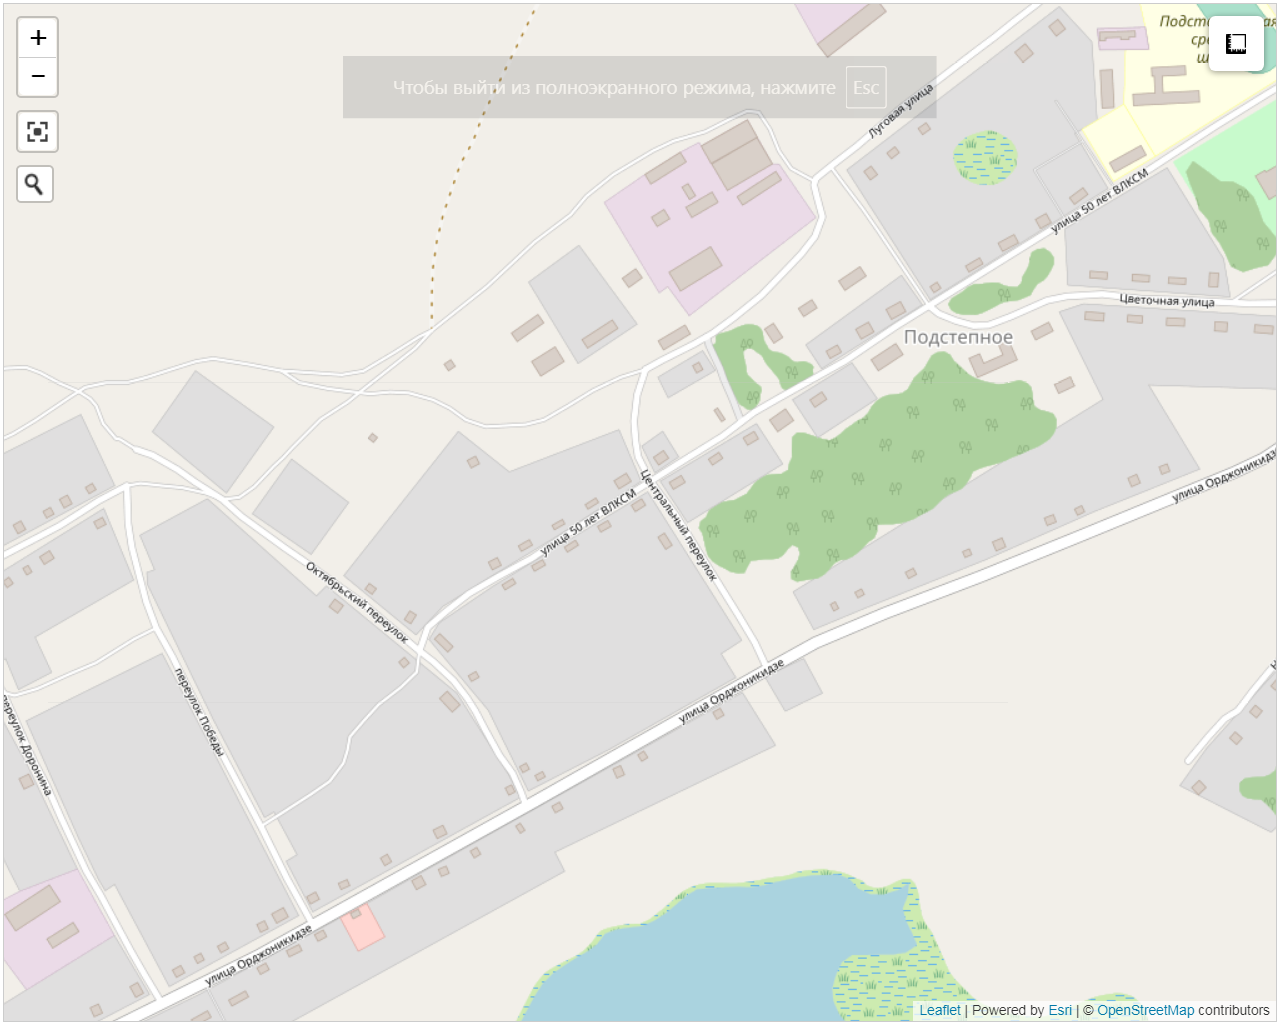 +
−
Чтобы выйти из полноэкранного режима, нажмите Esc
Луговая улица
улица 50 лет ВЛКСМ
Цветочная улица
Подстепное
улица Орджоникидзе
улица 50 лет ВЛКСМ
Центральный переулок
Октябрьский переулок
улица Орджоникидзе
переулок Победы
переулок Доронина
улица Орджоникидзе
Leaflet | Powered by Esri | © OpenStreetMap contributors